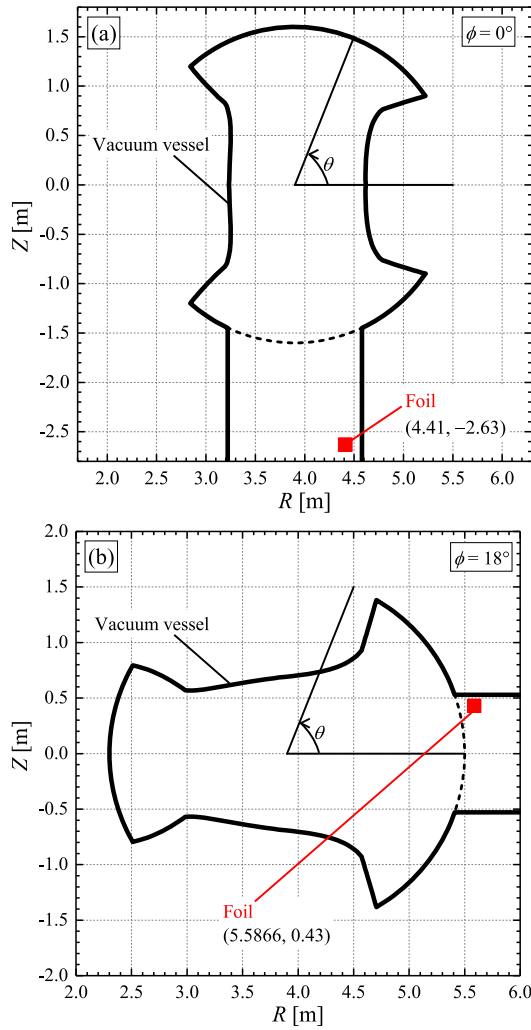 (a)
ϕ = 0°
1.5
1.0
0.5
0.0
-0.5
-1.0
-1.5
-2.0
-2.5
Z [m]
Vacuum vessel
θ
Foil
(4.41, −2.63)
2.0 2.5 3.0 3.5 4.0 4.5 5.0 5.5 6.0
R [m]
(b)
ϕ = 18°
2.0
1.5
1.0
0.5
0.0
-0.5
-1.0
-1.5
-2.0
Z [m]
Vacuum vessel
θ
Foil
(5.5866, 0.43)
2.0 2.5 3.0 3.5 4.0 4.5 5.0 5.5 6.0
R [m]